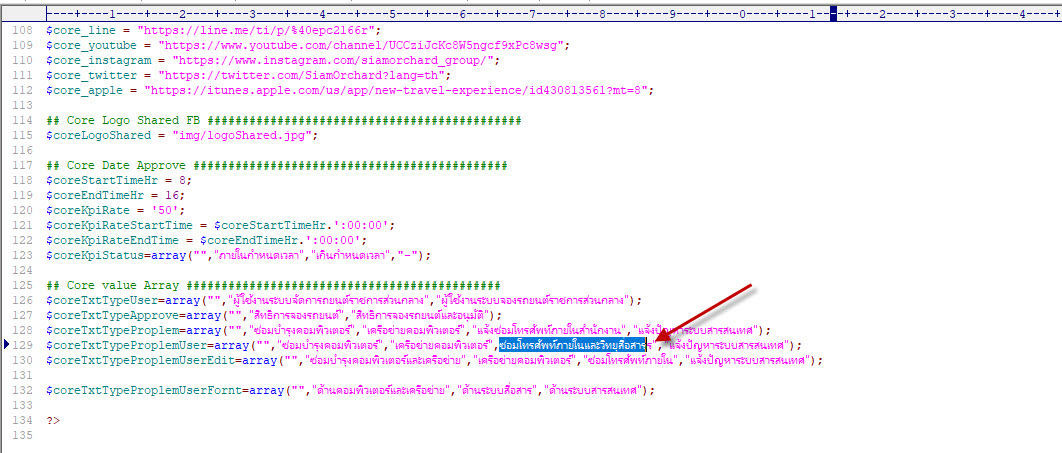 ----+----1----+----2----+----3----+----4----+----5----+----6----+----7----+----8----+----9----+----0----+----1----+----2----+----3----+----4--
108 $core_line = "https://line.me/ti/p/%40epc2166r";
109 $core_youtube = "https://www.youtube.com/channel/UCCziJcKc8W5ngcf9xPc8wsg";
110 $core_instagram = "https://www.instagram.com/siamorchard_group/";
111 $core_twitter = "https://twitter.com/SiamOrchard?lang=th";
112 $core_apple = "https://itunes.apple.com/us/app/new-travel-experience/id430813561?mt=8";
113
114 ## Core Logo Shared FB #############################################
115 $coreLogoShared = "img/logoShared.jpg";
116
117 ## Core Date Approve #############################################
118 $coreStartTimeHr = 8;
119 $coreEndTimeHr = 16;
120 $coreKpiRate = '50';
121 $coreKpiRateStartTime = $coreStartTimeHr.':00:00';
122 $coreKpiRateEndTime = $coreEndTimeHr.':00:00';
123 $coreKpiStatus=array("","ภายในกำหนดเวลา","เกินกำหนดเวลา","-");
124
125 ## Core value Array #############################################
126 $coreTxtTypeUser=array("","ผู้ใช้งานระบบจัดการถยนต์ราชการส่วนกลาง","ผู้ใช้งานระบบจองรถยนต์ราชการส่วนกลาง");
127 $coreTxtTypeApprove=array("","สิทธิการจองรถยนต์","สิทธิการจองรถยนต์และอนุมัติ");
128 $coreTxtTypeProplem=array("","ซ่อมบำรุงคอมพิวเตอร์","เครือข่ายคอมพิวเตอร์","แจ้งซ่อมโทรศัพท์ภายในสำนักงาน","แจ้งปัญหาระบบสารสนเทศ");
129 $coreTxtTypeProplemUser=array("","ซ่อมบำรุงคอมพิวเตอร์","เครือข่ายคอมพิวเตอร์","ซ่อมโทรศัพท์ภายในและวิทยุสื่อสาร","แจ้งปัญหาระบบสารสนเทศ");
130 $coreTxtTypeProplemUserEdit=array("","ซ่อมบำรุงคอมพิวเตอร์และเครือข่าย","เครือข่ายคอมพิวเตอร์","ซ่อมโทรศัพท์ภายใน","แจ้งปัญหาระบบสารสนเทศ");
131
132 $coreTxtTypeProplemUserFornt=array("","ด้านคอมพิวเตอร์และเครือข่าย","ด้านระบบสื่อสาร","ด้านระบบสารสนเทศ");
133
134 ?>
135